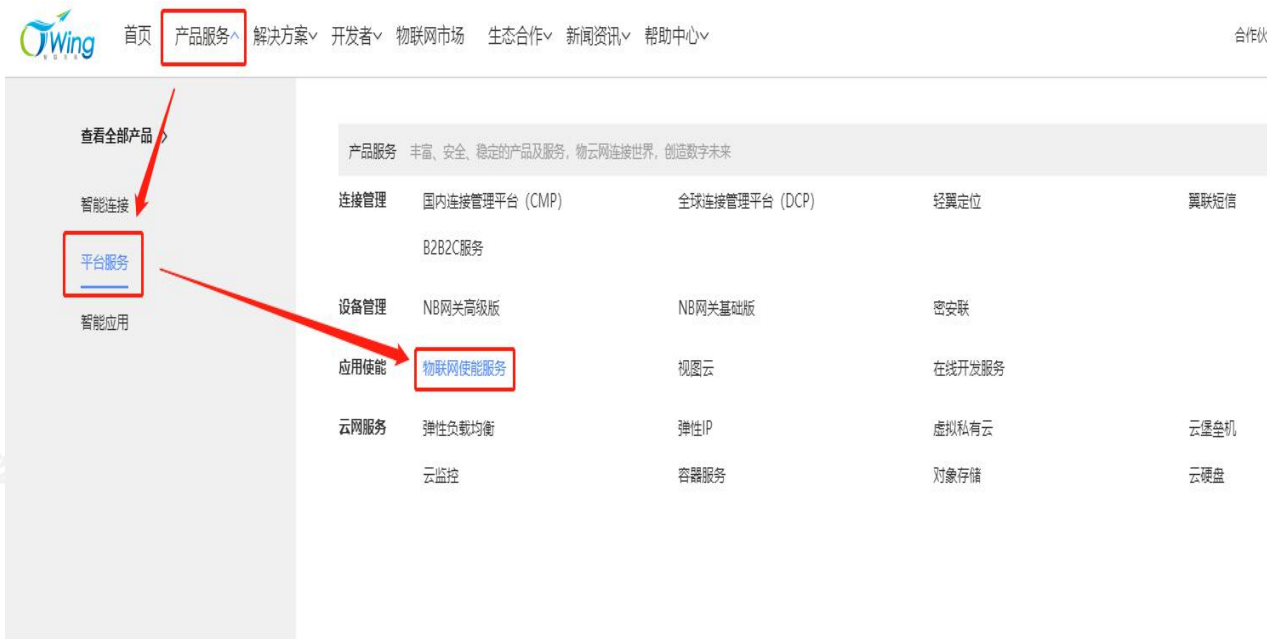 Wing 首页 产品服务 解决方案 开发者 物联网市场 生态合作 新闻资讯 帮助中心 合作伙
查看全部产品
产品服务 丰富、安全、稳定的产品及服务，物云网连接世界，创造数字未来
智能连接
平台服务
智能应用
连接管理 国内连接管理平台（CMP） 全球连接管理平台（DCP） 轻翼定位 翼联短信
B2B2C服务
设备管理 NB网关高级版 NB网关基础版 密安联
应用使能 物联网使能服务 视图云 在线开发服务
云网服务 弹性负载均衡 弹性IP 虚拟私有云 云堡垒机
云监控 容器服务 对象存储 云硬盘